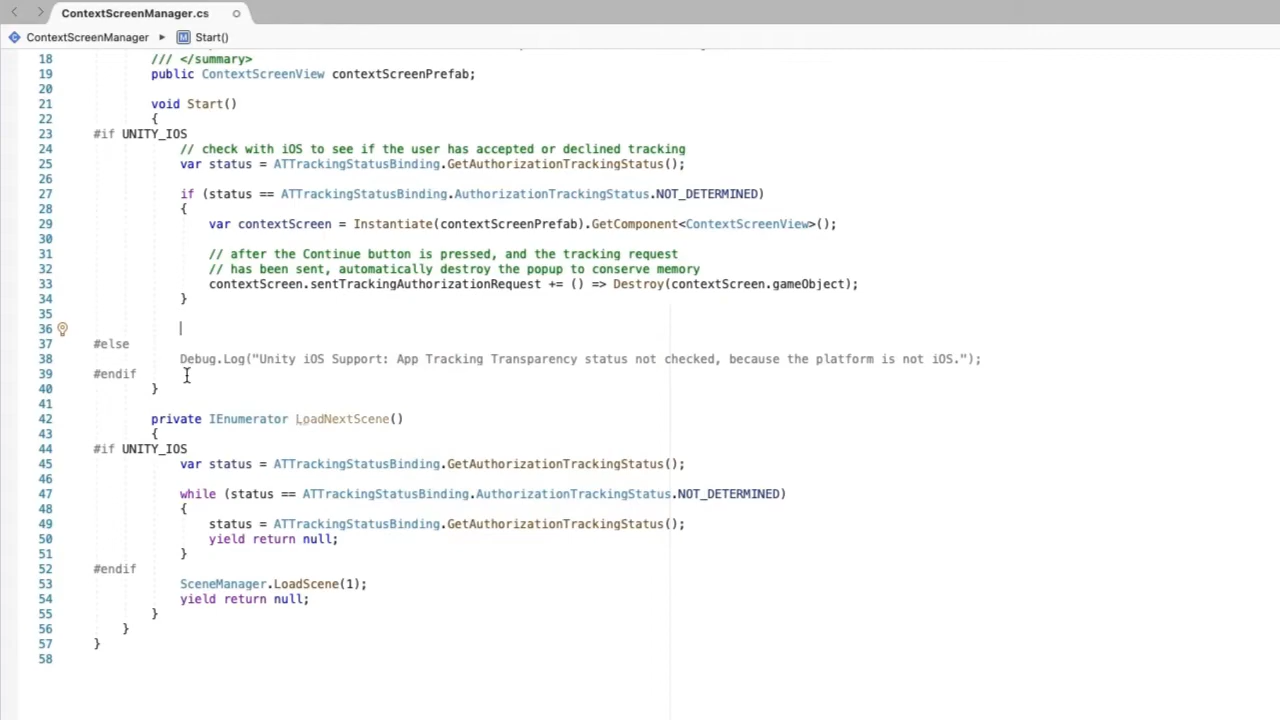 ContextScreenManager.cs
ContextScreenManager ▸ M Start()
18 /// </summary>
19 public ContextScreenView contextScreenPrefab;
20
21 void Start()
22 {
23 #if UNITY_IOS
24 // check with iOS to see if the user has accepted or declined tracking
25 var status = ATTrackingStatusBinding.GetAuthorizationTrackingStatus();
26
27 if (status == ATTrackingStatusBinding.AuthorizationTrackingStatus.NOT_DETERMINED)
28 {
29 var contextScreen = Instantiate(contextScreenPrefab).GetComponent<ContextScreenView>();
30
31 // after the Continue button is pressed, and the tracking request
32 // has been sent, automatically destroy the popup to conserve memory
33 contextScreen.sentTrackingAuthorizationRequest += () => Destroy(contextScreen.gameObject);
34 }
35
36
37 #else
38 Debug.Log("Unity iOS Support: App Tracking Transparency status not checked, because the platform is not iOS.");
39 #endif
40 }
41
42 private IEnumerator LoadNextScene()
43 {
44 #if UNITY_IOS
45 var status = ATTrackingStatusBinding.GetAuthorizationTrackingStatus();
46
47 while (status == ATTrackingStatusBinding.AuthorizationTrackingStatus.NOT_DETERMINED)
48 {
49 status = ATTrackingStatusBinding.GetAuthorizationTrackingStatus();
50 yield return null;
51 }
52 #endif
53 SceneManager.LoadScene(1);
54 yield return null;
55 }
56 }
57 }
58